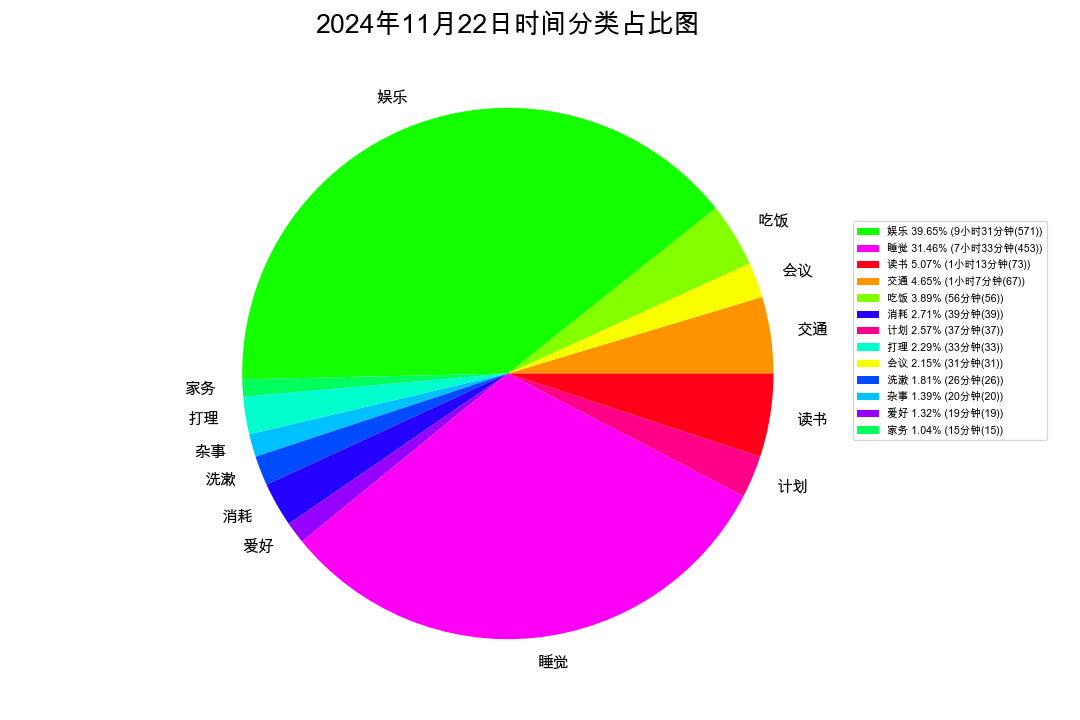 2024年11月22日时间分类占比图
娱乐
吃饭
会议
交通
读书
计划
睡觉
爱好
消耗
洗漱
杂事
打理
家务
娱乐 39.65% (9小时31分钟(571))
睡觉 31.46% (7小时33分钟(453))
读书 5.07% (1小时13分钟(73))
交通 4.65% (1小时7分钟(67))
吃饭 3.89% (56分钟(56))
消耗 2.71% (39分钟(39))
计划 2.57% (37分钟(37))
打理 2.29% (33分钟(33))
会议 2.15% (31分钟(31))
洗漱 1.81% (26分钟(26))
杂事 1.39% (20分钟(20))
爱好 1.32% (19分钟(19))
家务 1.04% (15分钟(15))